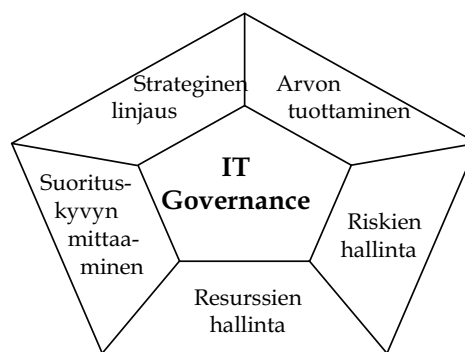 Strateginen
linjaus
Arvon
tuottaminen
IT
Governance
Suoritus-
kyvyn
mittaa-
minen
Riskien
hallinta
Resurssien
hallinta